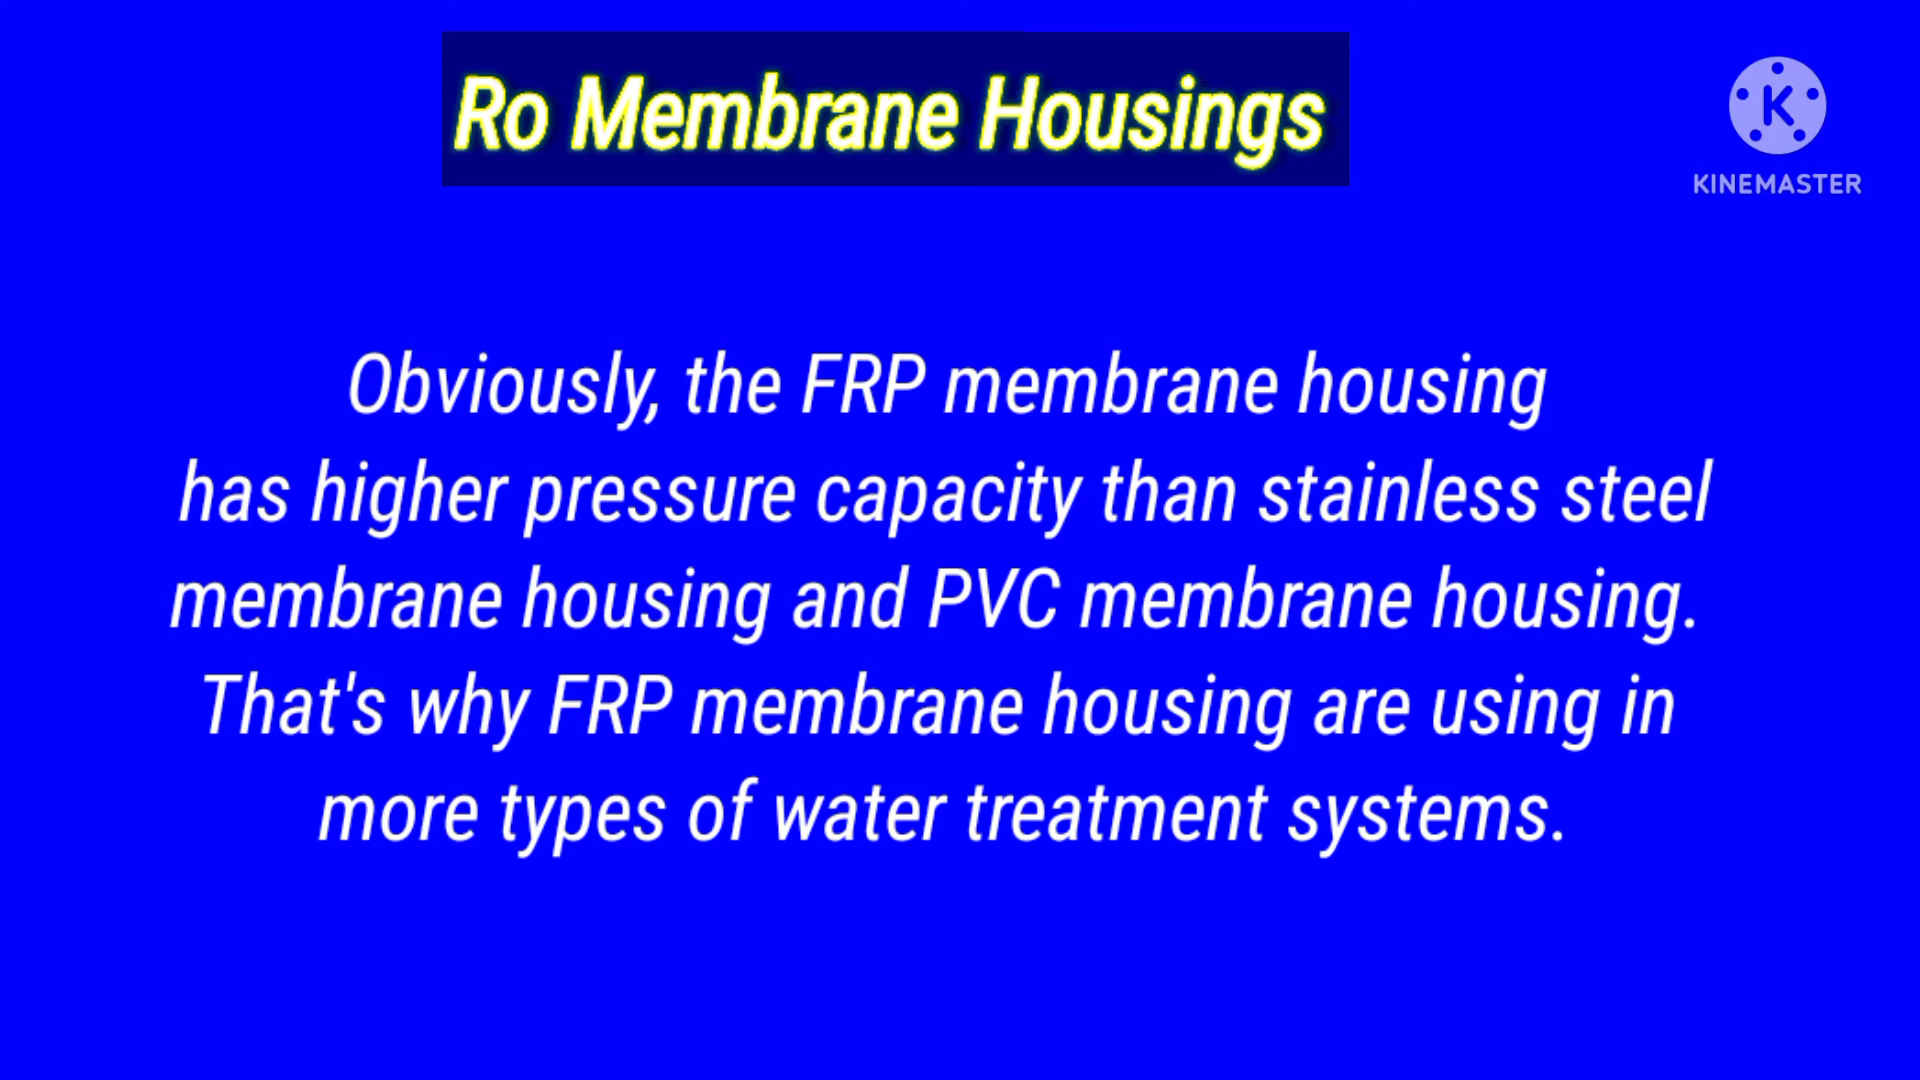 Ro Membrane Housings
K
KINEMASTER
Obviously, the FRP membrane housing
has higher pressure capacity than stainless steel
membrane housing and PVC membrane housing.
That's why FRP membrane housing are using in
more types of water treatment systems.